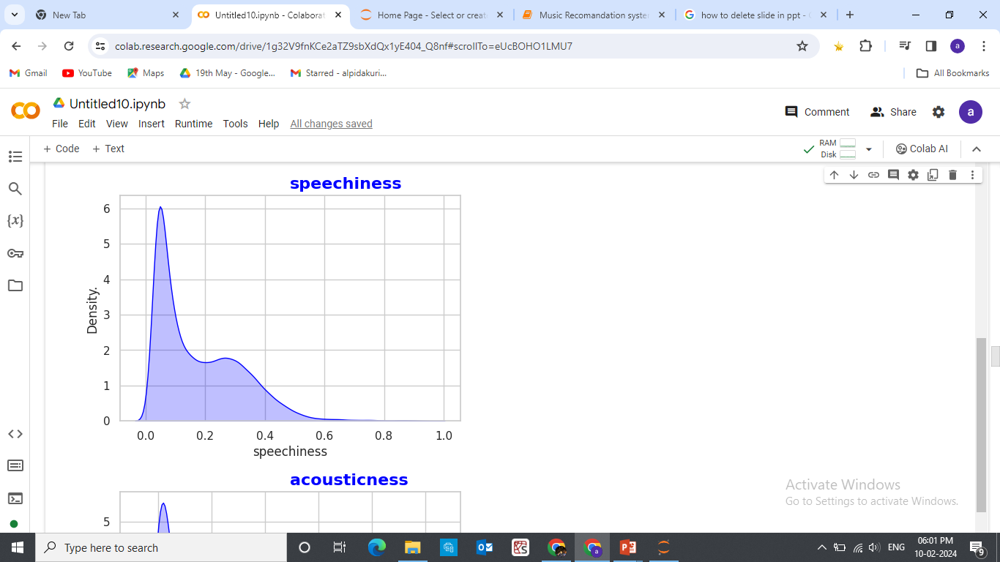 New Tab
Untitled10.ipynb - Colaborat
Home Page - Select or creat
Music Recomandation syste
how to delete slide in ppt -
colab.research.google.com/drive/1g32V9fnKCe2aTZ9sbXdQx1yE404_Q8nf#scrollTo=eUcBOHO1LMU7
a
Gmail
YouTube
Maps
19th May - Google...
Starred - alpidakuri...
All Bookmarks
Untitled10.ipynb
Comment
Share
a
File Edit View Insert Runtime Tools Help All changes saved
+ Code + Text
RAM
Disk
Colab AI
{x}
speechiness
6
5
4
3
2
1
0
Density.
0.0 0.2 0.4 0.6 0.8 1.0
speechiness
acousticness
5
Activate Windows
Go to Settings to activate Windows.
Type here to search
a
ENG
06:01 PM
10-02-2024
9